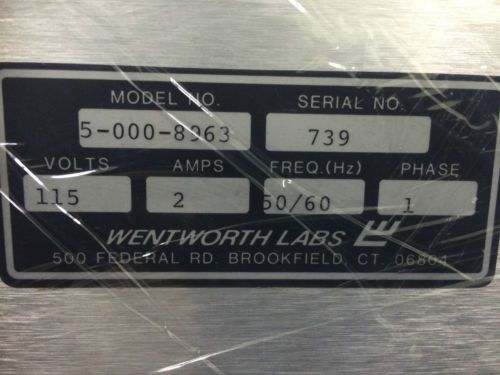 MODEL NO. SERIAL NO.
5-000-8963 739
VOLTS AMPS FREQ.(Hz) PHASE
115 2 50/60 1
WENTWORTH LABS
500 FEDERAL RD. BROOKFIELD, CT. 06804